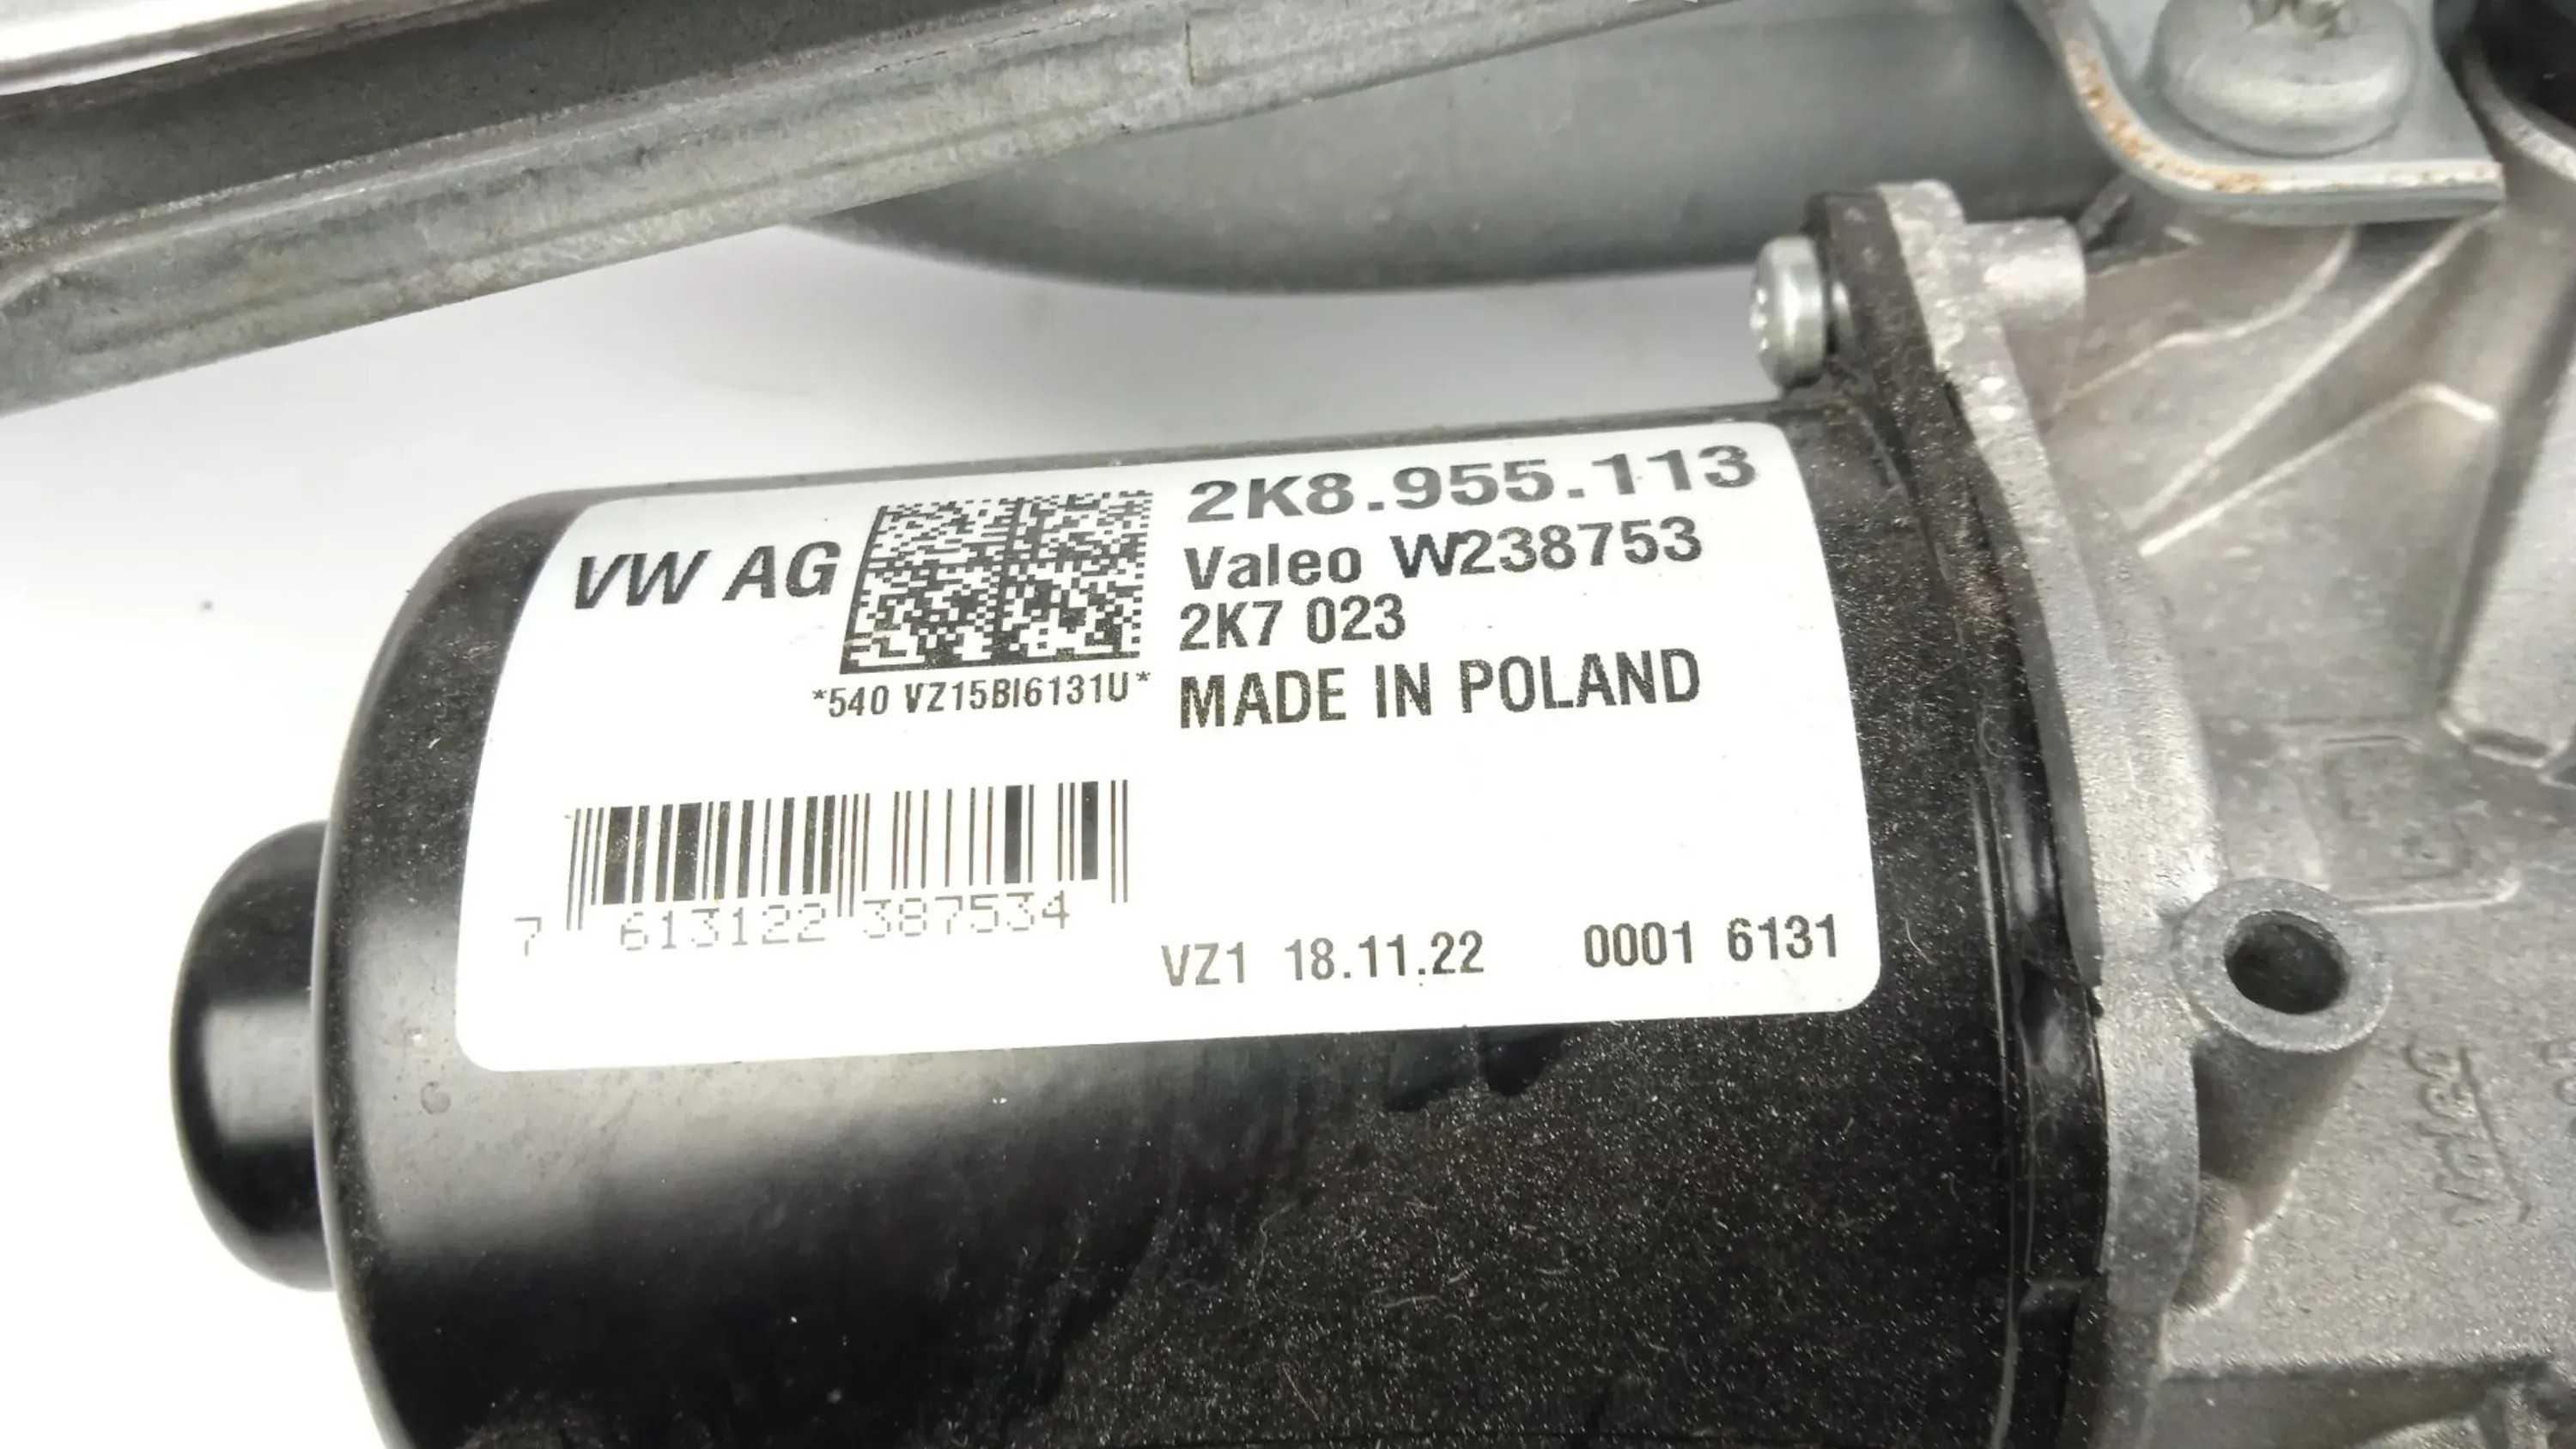 VW AG
2K8.955.113
Valeo W238753
2K7 023
*540 VZ15BI6131U*
MADE IN POLAND
7 613122 387534
VZ1 18.11.22 0001 6131
Valeo